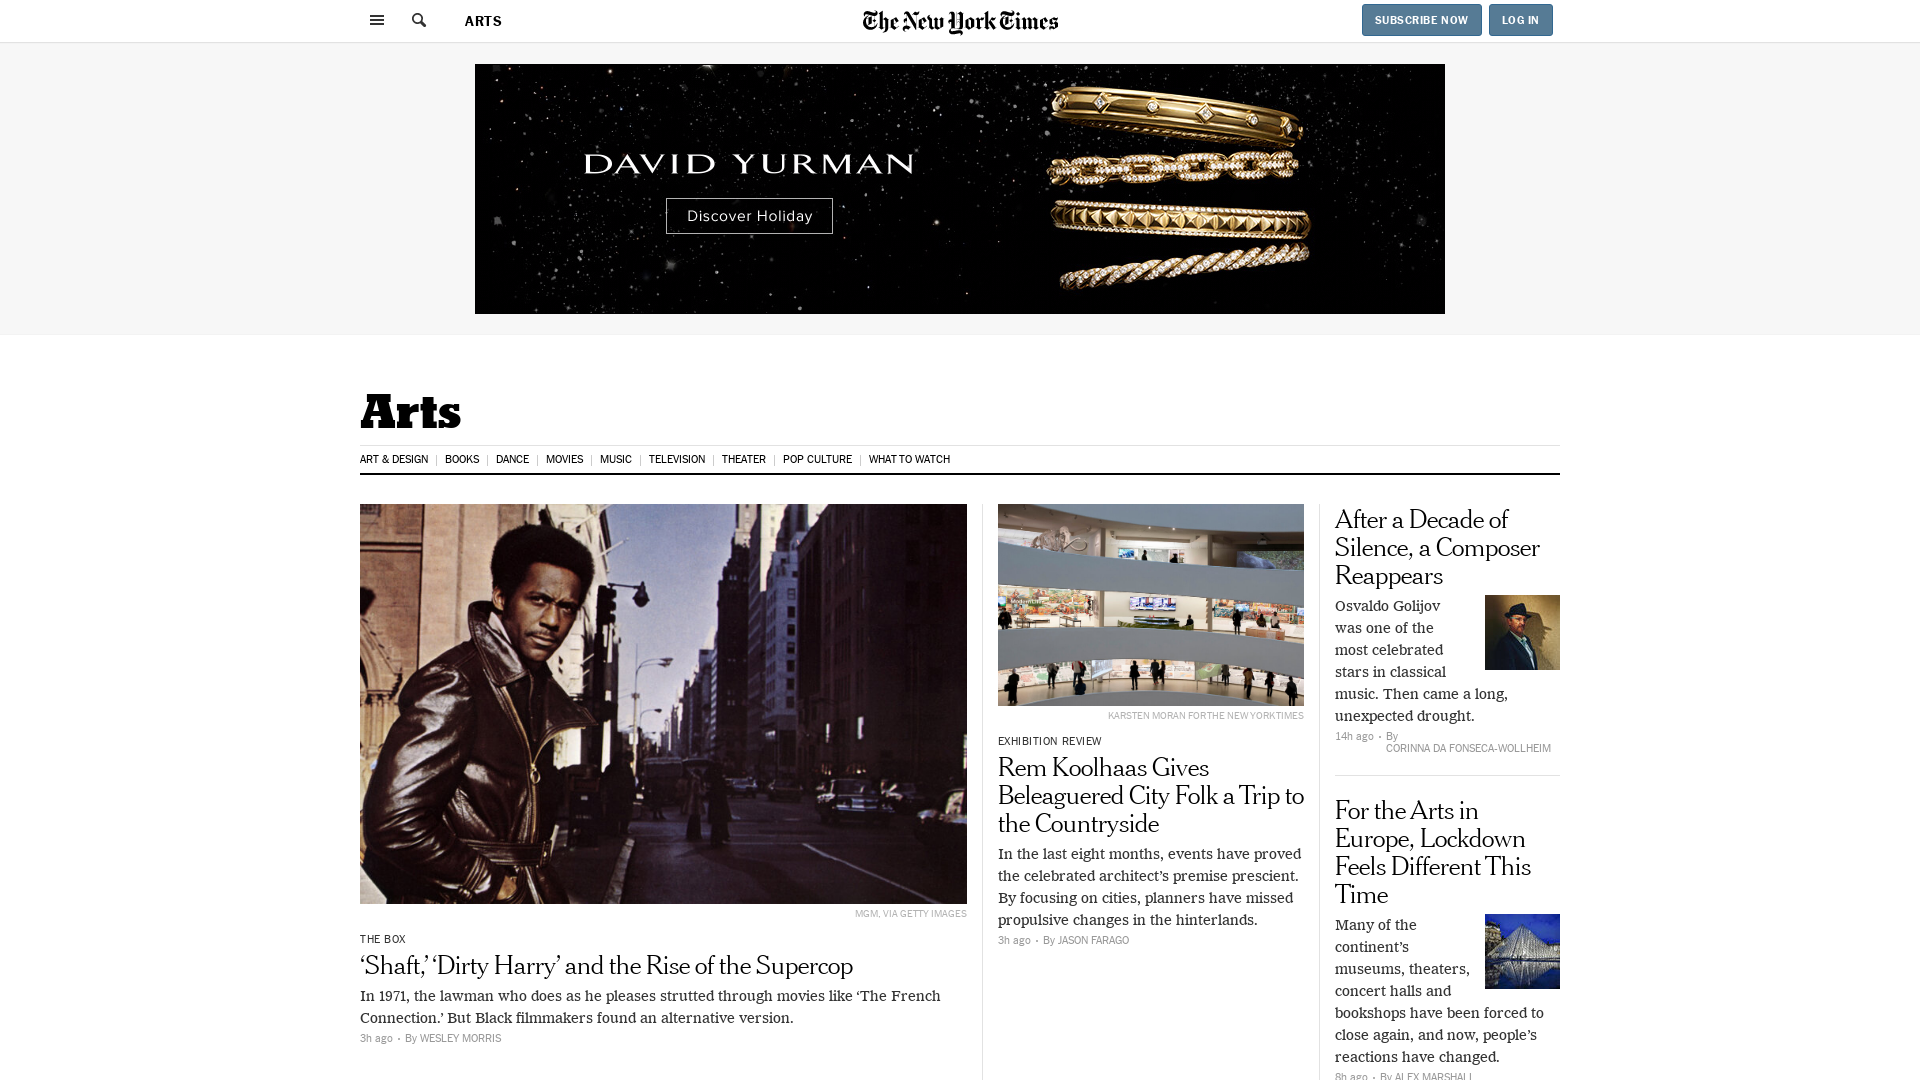 ARTS
The New York Times
SUBSCRIBE NOW
LOG IN
DAVID YURMAN
Discover Holiday
Arts
ART & DESIGN
BOOKS
DANCE
MOVIES
MUSIC
TELEVISION
THEATER
POP CULTURE
WHAT TO WATCH
MGM, VIA GETTY IMAGES
THE BOX
‘Shaft,’ ‘Dirty Harry’ and the Rise of the Supercop
In 1971, the lawman who does as he pleases strutted through movies like ‘The French
Connection.’ But Black filmmakers found an alternative version.
3h ago • By WESLEY MORRIS
KARSTEN MORAN FOR THE NEW YORK TIMES
EXHIBITION REVIEW
Rem Koolhaas Gives
Beleaguered City Folk a Trip to
the Countryside
In the last eight months, events have proved
the celebrated architect’s premise prescient.
By focusing on cities, planners have missed
propulsive changes in the hinterlands.
3h ago • By JASON FARAGO
After a Decade of
Silence, a Composer
Reappears
Osvaldo Golijov
was one of the
most celebrated
stars in classical
music. Then came a long,
unexpected drought.
14h ago • By
CORINNA DA FONSECA-WOLLHEIM
For the Arts in
Europe, Lockdown
Feels Different This
Time
Many of the
continent’s
museums, theaters,
concert halls and
bookshops have been forced to
close again, and now, people’s
reactions have changed.
8h ago • By ALEX MARSHALL